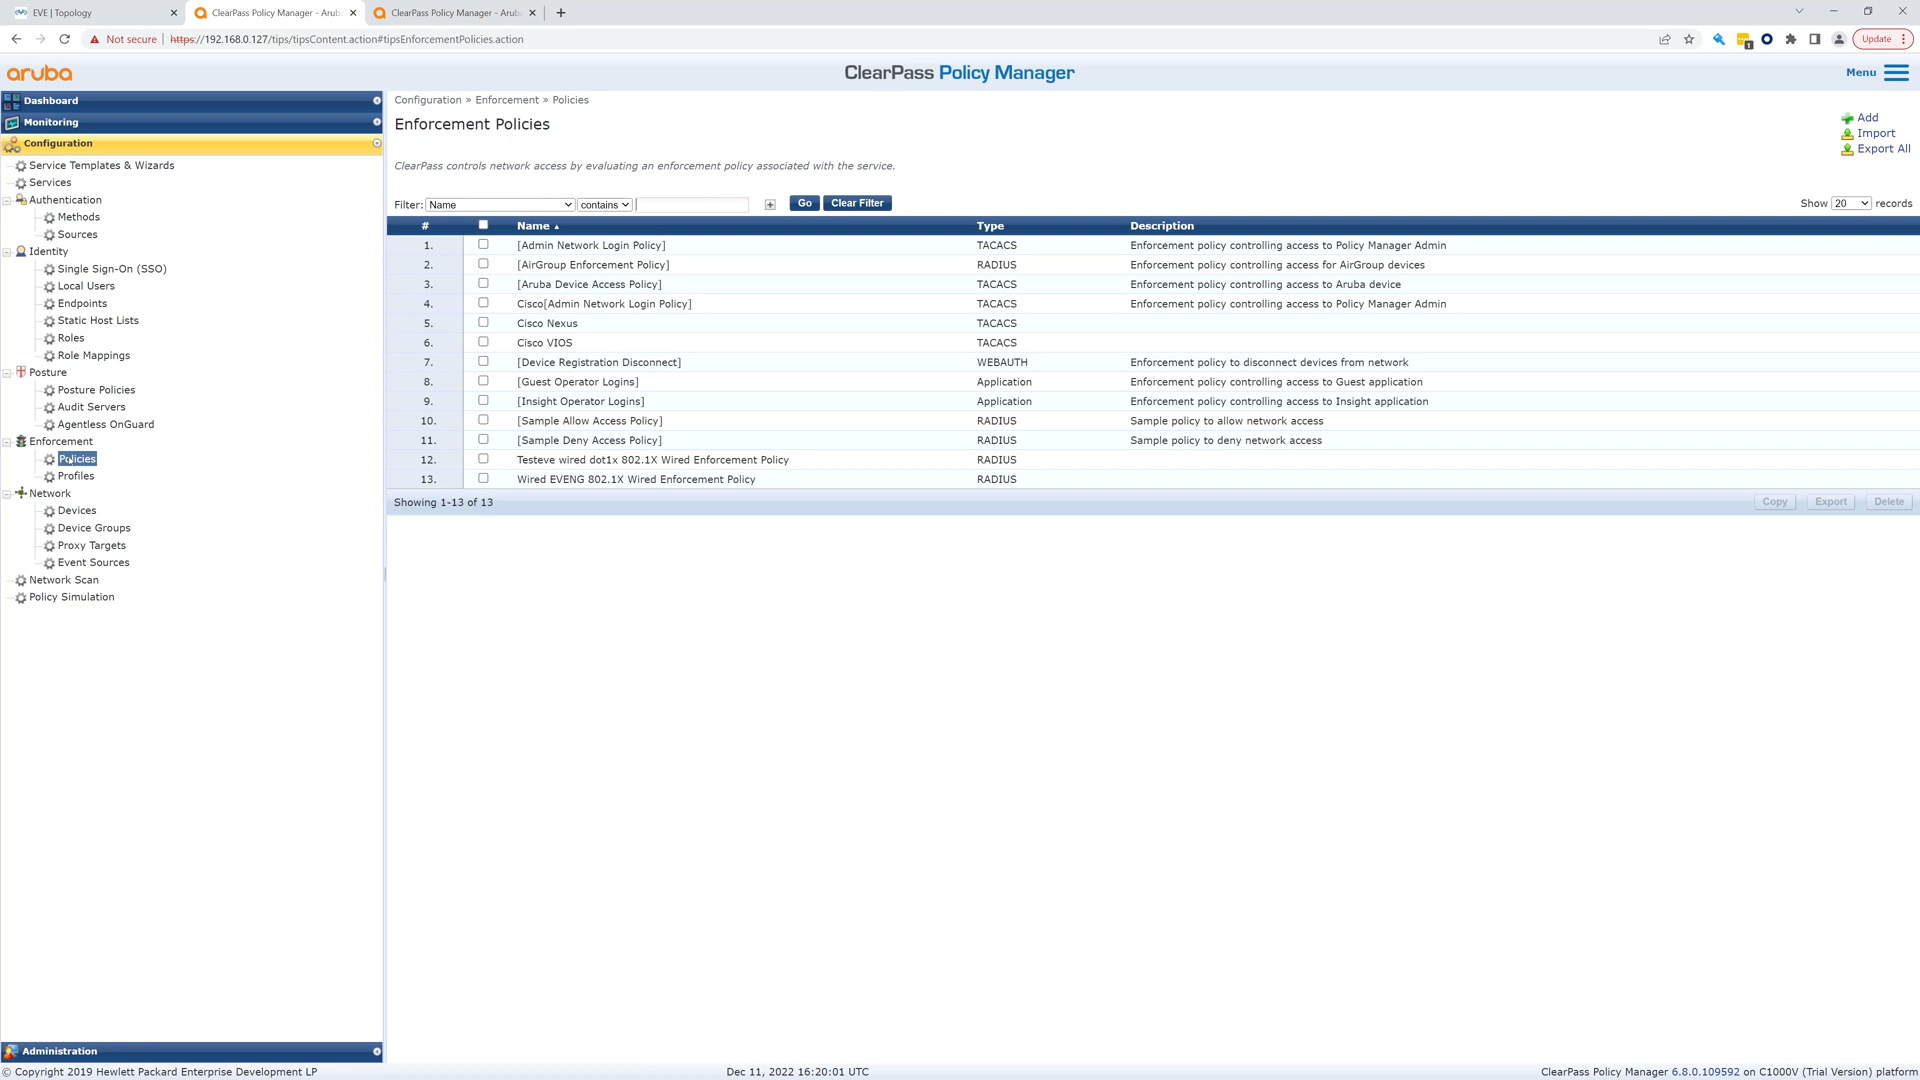 EVE | Topology
ClearPass Policy Manager - Arub
ClearPass Policy Manager - Arub
Not secure | https://192.168.0.127/tips/tipsContent.action#tipsEnforcementPolicies.action
Update
aruba
ClearPass Policy Manager
Menu
Dashboard
Monitoring
Configuration
Service Templates & Wizards
Services
Authentication
Methods
Sources
Identity
Single Sign-On (SSO)
Local Users
Endpoints
Static Host Lists
Roles
Role Mappings
Posture
Posture Policies
Audit Servers
Agentless OnGuard
Enforcement
Policies
Profiles
Network
Devices
Device Groups
Proxy Targets
Event Sources
Network Scan
Policy Simulation
Administration
Configuration » Enforcement » Policies
Enforcement Policies
Add
Import
Export All
ClearPass controls network access by evaluating an enforcement policy associated with the service.
Filter: Name contains Go Clear Filter Show 20 records
# Name Type Description
1. [Admin Network Login Policy] TACACS Enforcement policy controlling access to Policy Manager Admin
2. [AirGroup Enforcement Policy] RADIUS Enforcement policy controlling access for AirGroup devices
3. [Aruba Device Access Policy] TACACS Enforcement policy controlling access to Aruba device
4. Cisco[Admin Network Login Policy] TACACS Enforcement policy controlling access to Policy Manager Admin
5. Cisco Nexus TACACS
6. Cisco VIOS TACACS
7. [Device Registration Disconnect] WEBAUTH Enforcement policy to disconnect devices from network
8. [Guest Operator Logins] Application Enforcement policy controlling access to Guest application
9. [Insight Operator Logins] Application Enforcement policy controlling access to Insight application
10. [Sample Allow Access Policy] RADIUS Sample policy to allow network access
11. [Sample Deny Access Policy] RADIUS Sample policy to deny network access
12. Testeve wired dot1x 802.1X Wired Enforcement Policy RADIUS
13. Wired EVENG 802.1X Wired Enforcement Policy RADIUS
Showing 1-13 of 13 Copy Export Delete
© Copyright 2019 Hewlett Packard Enterprise Development LP Dec 11, 2022 16:20:01 UTC ClearPass Policy Manager 6.8.0.109592 on C1000V (Trial Version) platform